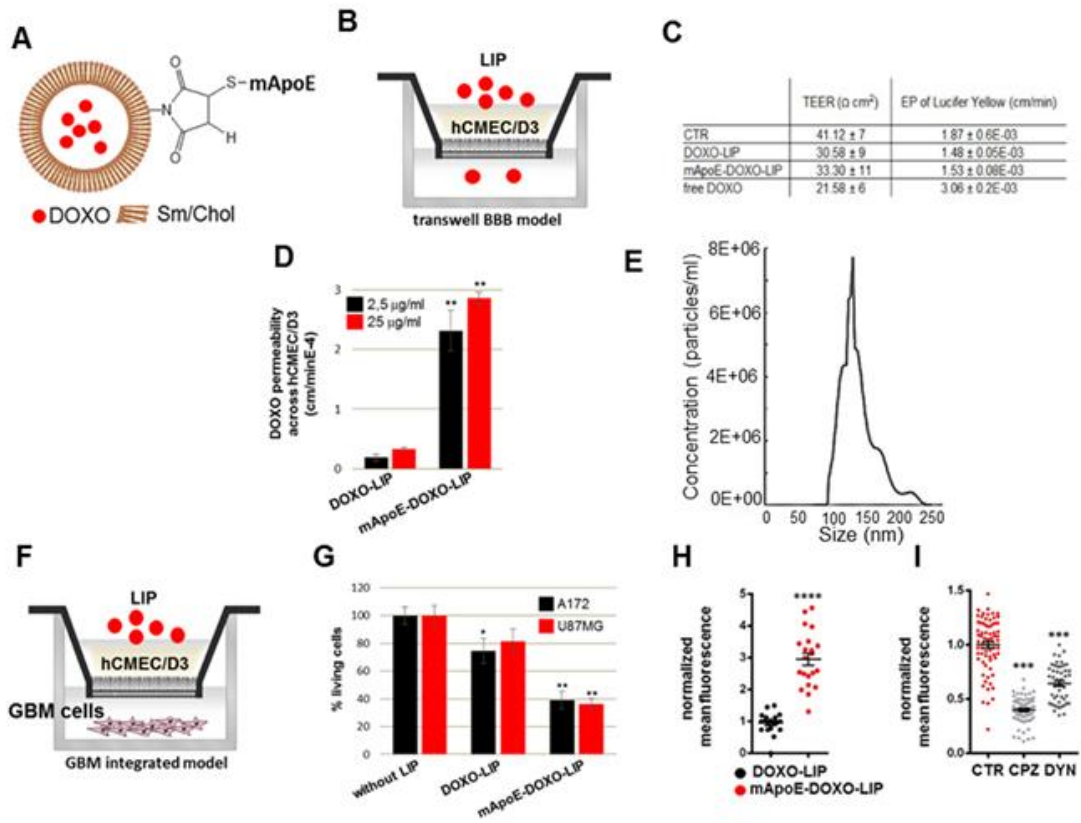 A
S
mApoE
O
N
O
H
DOXO
Sm/Chol
B
LIP
hCMEC/D3
transwell BBB model
C
TEER (Ω cm²) EP of Lucifer Yellow (cm/min)
CTR 41.12 ± 7 1.87 ± 0.6E-03
DOXO-LIP 30.58 ± 9 1.48 ± 0.05E-03
mApoE-DOXO-LIP 33.30 ± 11 1.53 ± 0.08E-03
free DOXO 21.58 ± 6 3.06 ± 0.2E-03
D
DOXO permeability
across hCMEC/D3
(cm/minE-4)
3
2
1
0
2,5 µg/ml
25 µg/ml
**
**
DOXO-LIP
mApoE-DOXO-LIP
E
Concentration (particles/ml)
8E+06
6E+06
4E+06
2E+06
0E+00
0 50 100 150 200 250
Size (nm)
F
LIP
hCMEC/D3
GBM cells
GBM integrated model
G
% living cells
120
100
80
60
40
20
0
A172
U87MG
*
**
**
without LIP
DOXO-LIP
mApoE-DOXO-LIP
H
normalized
mean fluorescence
5
4
3
2
1
0
****
DOXO-LIP
mApoE-DOXO-LIP
I
normalized
mean fluorescence
1.5
1.0
0.5
0.0
***
***
CTR CPZ DYN